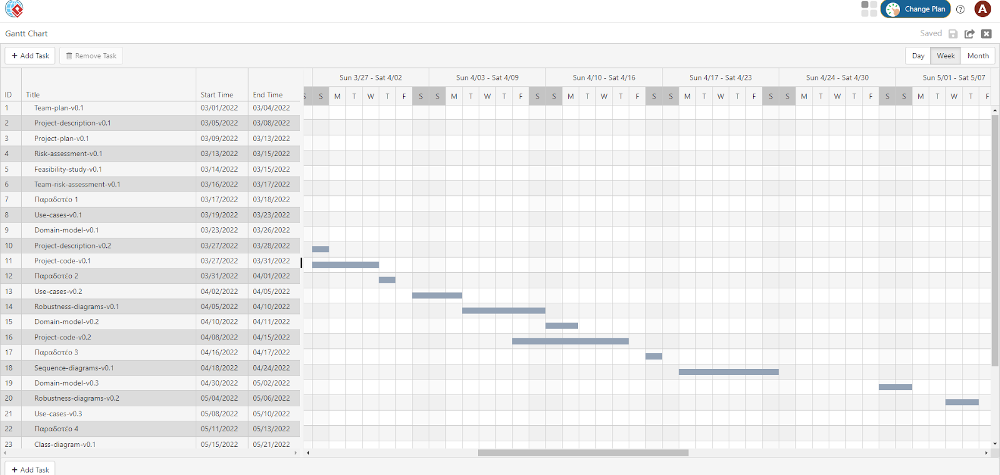 Change Plan ? A
Gantt Chart Saved
+ Add Task Remove Task Day Week Month
Sun 3/27 - Sat 4/02 Sun 4/03 - Sat 4/09 Sun 4/10 - Sat 4/16 Sun 4/17 - Sat 4/23 Sun 4/24 - Sat 4/30 Sun 5/01 - Sat 5/07
ID Title Start Time End Time S S M T W T F S S M T W T F S S M T W T F S S M T W T F S S M T W T F S S M T W T F
1 Team-plan-v0.1 03/01/2022 03/04/2022
2 Project-description-v0.1 03/05/2022 03/08/2022
3 Project-plan-v0.1 03/09/2022 03/13/2022
4 Risk-assessment-v0.1 03/13/2022 03/15/2022
5 Feasibility-study-v0.1 03/14/2022 03/15/2022
6 Team-risk-assessment-v0.1 03/16/2022 03/17/2022
7 Παραδοτέο 1 03/17/2022 03/18/2022
8 Use-cases-v0.1 03/19/2022 03/23/2022
9 Domain-model-v0.1 03/23/2022 03/26/2022
10 Project-description-v0.2 03/27/2022 03/28/2022
11 Project-code-v0.1 03/27/2022 03/31/2022
12 Παραδοτέο 2 03/31/2022 04/01/2022
13 Use-cases-v0.2 04/02/2022 04/05/2022
14 Robustness-diagrams-v0.1 04/05/2022 04/10/2022
15 Domain-model-v0.2 04/10/2022 04/11/2022
16 Project-code-v0.2 04/08/2022 04/15/2022
17 Παραδοτέο 3 04/16/2022 04/17/2022
18 Sequence-diagrams-v0.1 04/18/2022 04/24/2022
19 Domain-model-v0.3 04/30/2022 05/02/2022
20 Robustness-diagrams-v0.2 05/04/2022 05/06/2022
21 Use-cases-v0.3 05/08/2022 05/10/2022
22 Παραδοτέο 4 05/11/2022 05/13/2022
23 Class-diagram-v0.1 05/15/2022 05/21/2022
+ Add Task